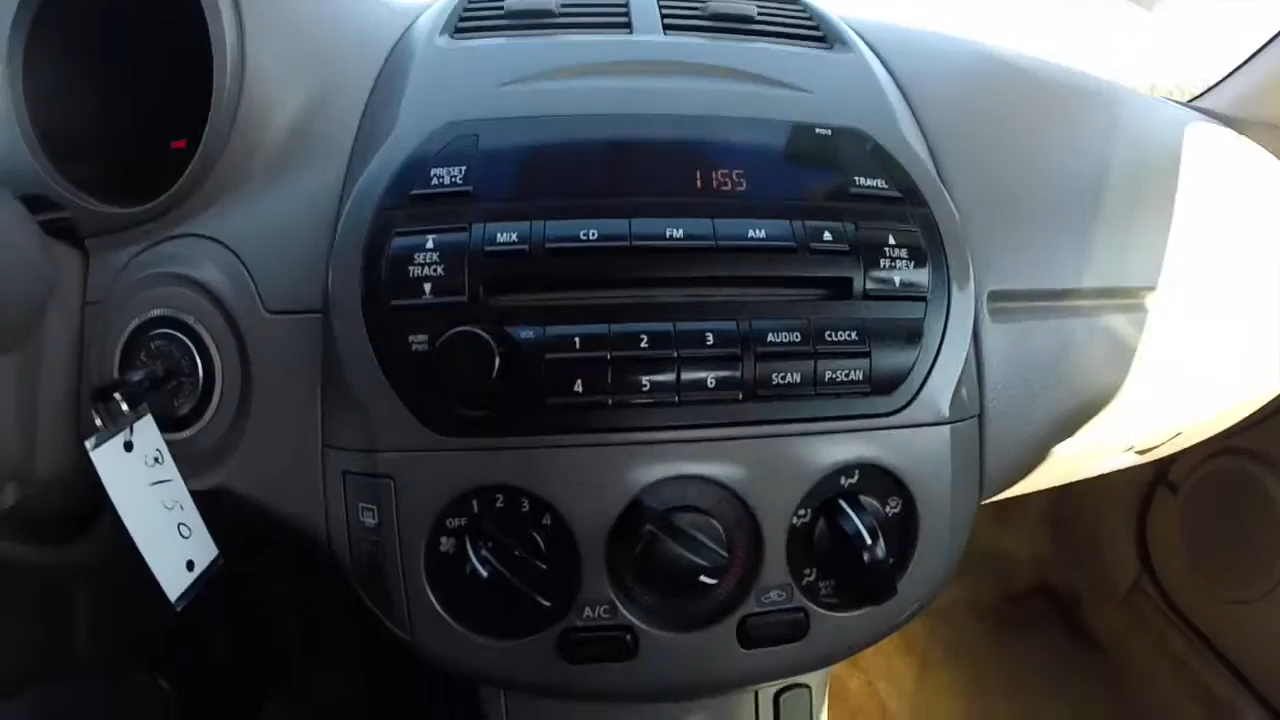 PRESET
A•B•C
1155
TRAVEL
MIX
CD
FM
AM
SEEK
TRACK
TUNE
FF•REV
VOL
1
2
3
AUDIO
CLOCK
4
5
6
SCAN
P•SCAN
3150
OFF
1
2
3
4
A/C